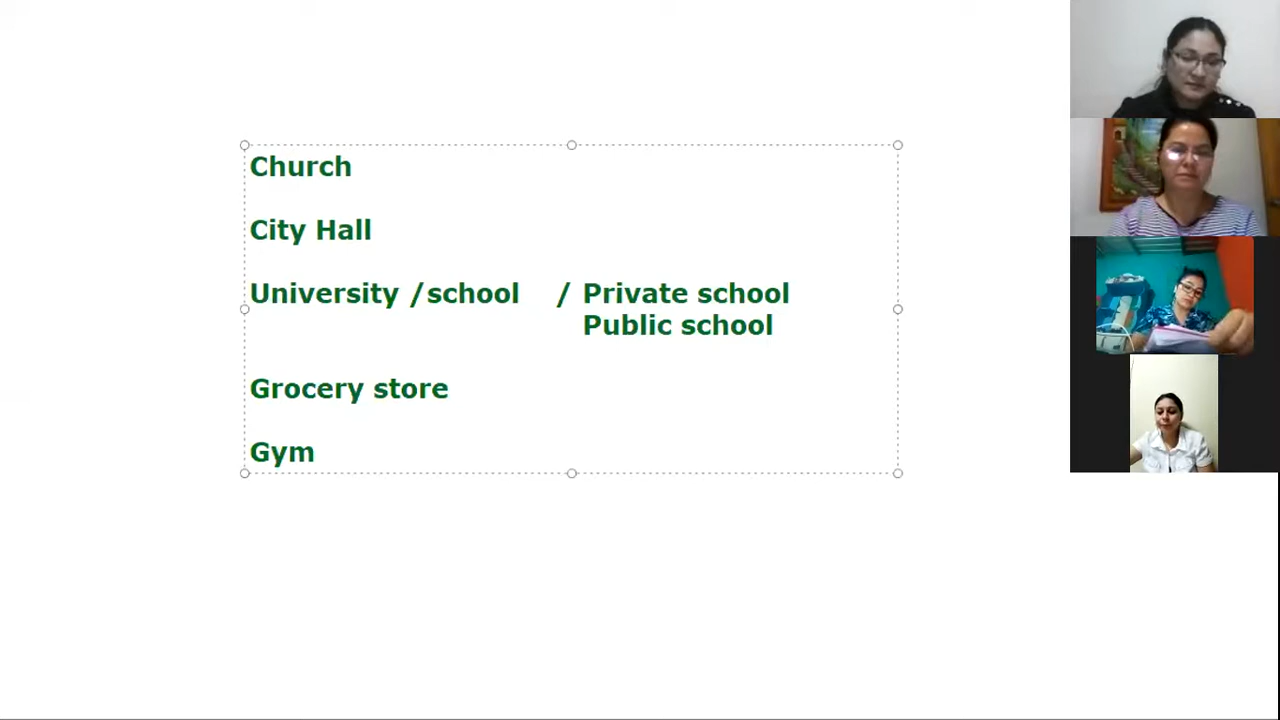 Church
City Hall
University /school / Private school
Public school
Grocery store
Gym